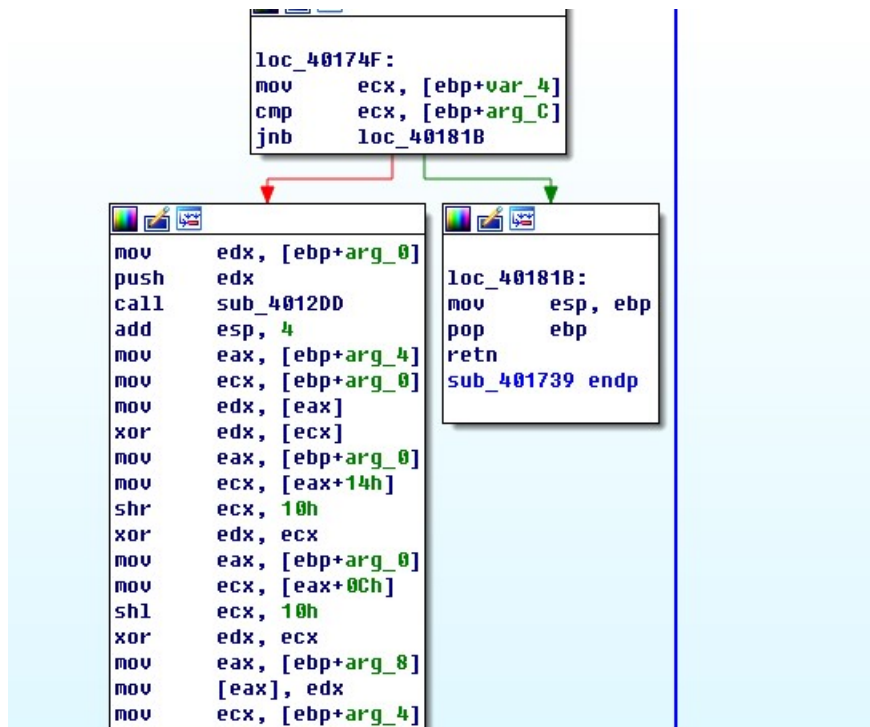 loc_40174F:
mov ecx, [ebp+var_4]
cmp ecx, [ebp+arg_C]
jnb loc_40181B
mov edx, [ebp+arg_0]
push edx
call sub_4012DD
add esp, 4
mov eax, [ebp+arg_4]
mov ecx, [ebp+arg_0]
mov edx, [eax]
xor edx, [ecx]
mov eax, [ebp+arg_0]
mov ecx, [eax+14h]
shr ecx, 10h
xor edx, ecx
mov eax, [ebp+arg_0]
mov ecx, [eax+0Ch]
shl ecx, 10h
xor edx, ecx
mov eax, [ebp+arg_8]
mov [eax], edx
mov ecx, [ebp+arg_4]
loc_40181B:
mov esp, ebp
pop ebp
retn
sub_401739 endp